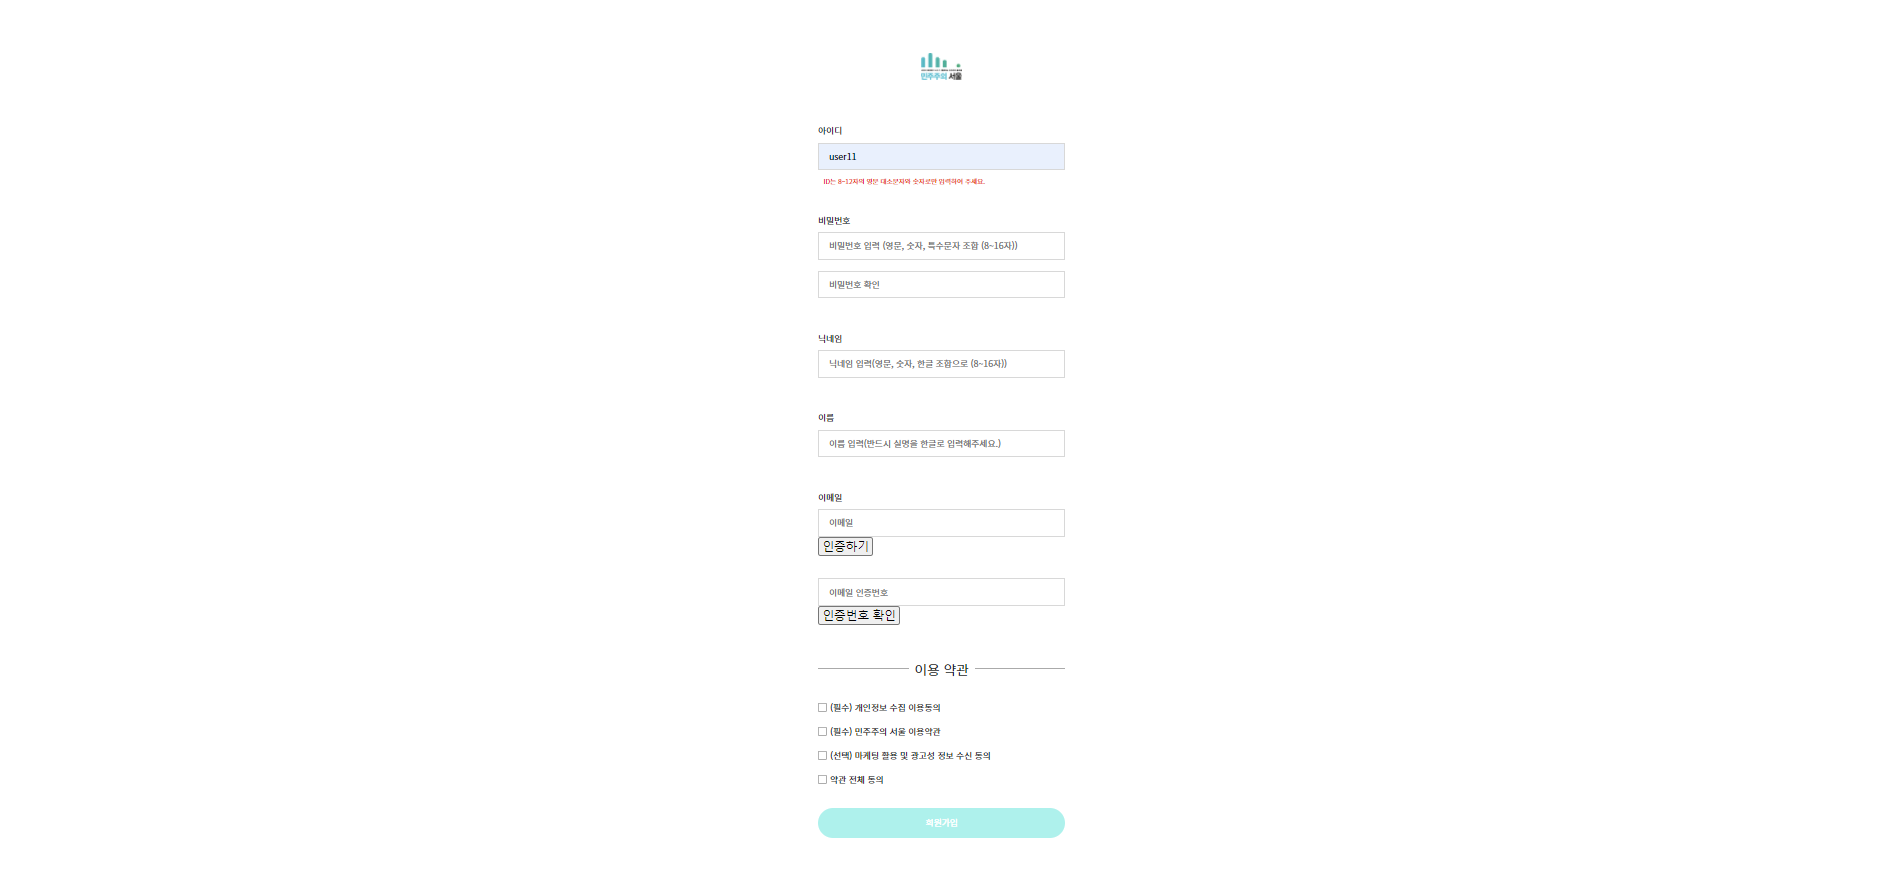 민주주의 서울
아이디
user11
ID는 8~12자의 영문 대소문자와 숫자로만 입력하여 주세요.
비밀번호
비밀번호 입력 (영문, 숫자, 특수문자 조합 (8~16자))
비밀번호 확인
닉네임
닉네임 입력(영문, 숫자, 한글 조합으로 (8~16자))
이름
이름 입력(반드시 실명을 한글로 입력해주세요.)
이메일
이메일
인증하기
이메일 인증번호
인증번호 확인
이용 약관
(필수) 개인정보 수집 이용동의
(필수) 민주주의 서울 이용약관
(선택) 마케팅 활용 및 광고성 정보 수신 동의
약관 전체 동의
회원가입